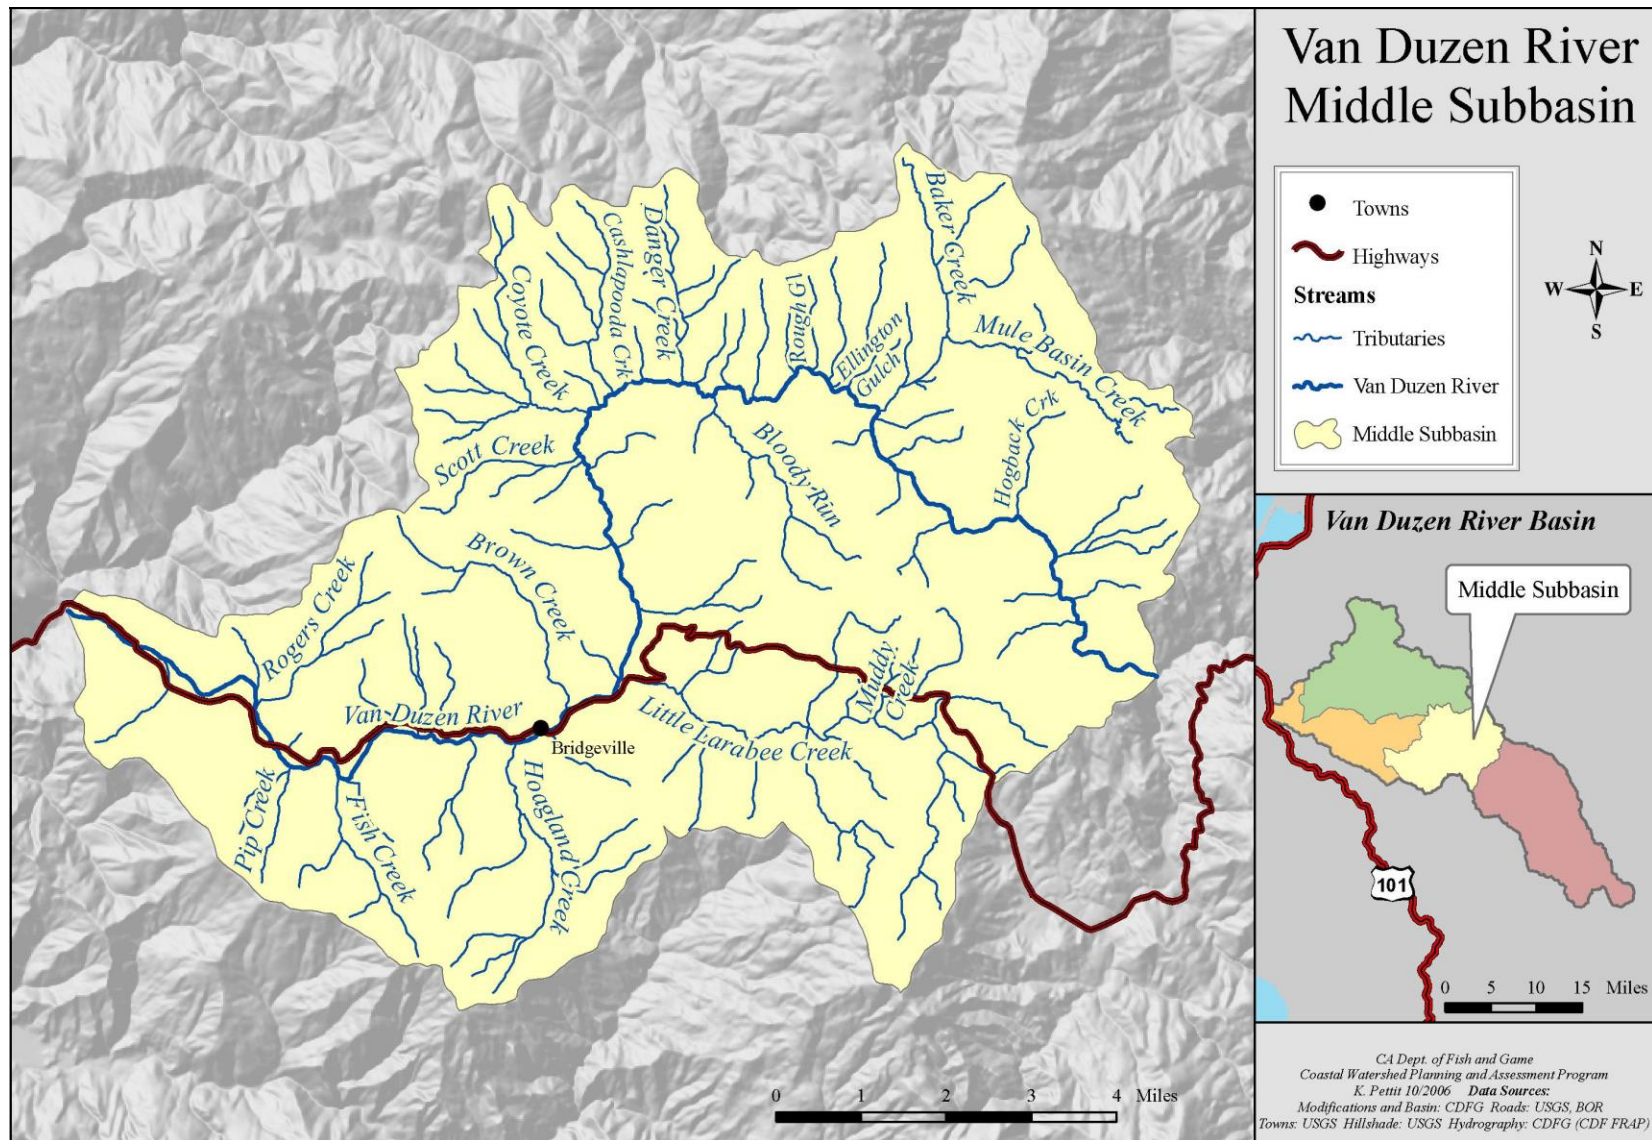 Van Duzen River
Middle Subbasin
Towns
Highways
Streams
Tributaries
Van Duzen River
Middle Subbasin
N
W
E
S
Baker Creek
Danger Creek
Cashlapooda Crk
Coyote Creek
Rough Gl
Ellington
Gulch
Mule Basin Creek
Hogback Crk
Bloody Run
Scott Creek
Brown Creek
Rogers Creek
Muddy
Creek
Van Duzen River
Little Larabee Creek
Bridgeville
Pip Creek
Fish Creek
Hoagland Creek
0 1 2 3 4 Miles
Van Duzen River Basin
Middle Subbasin
101
0 5 10 15 Miles
CA Dept. of Fish and Game
Coastal Watershed Planning and Assessment Program
K. Pettit 10/2006 Data Sources:
Modifications and Basin: CDFG Roads: USGS, BOR
Towns: USGS Hillshade: USGS Hydrography: CDFG (CDF FRAP)